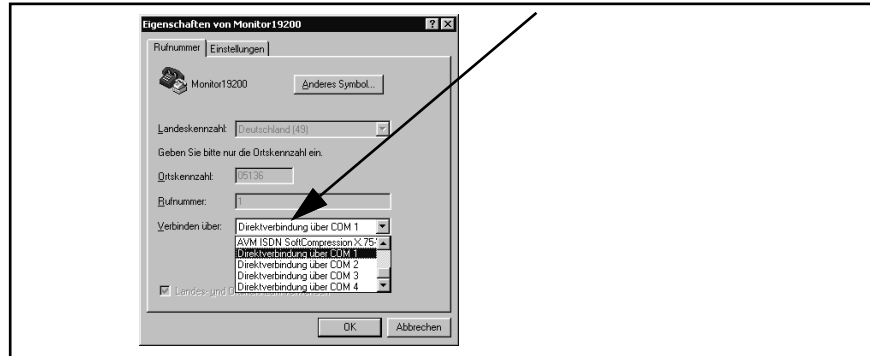 Eigenschaften von Monitor19200
Rufnummer Einstellungen
Monitor19200 Anderes Symbol...
Landeskennzahl: Deutschland (49)
Geben Sie bitte nur die Ortskennzahl ein.
Ortskennzahl: 05136
Rufnummer: 1
Verbinden über: Direktverbindung über COM 1
AVM ISDN SoftCompression X.75-
Direktverbindung über COM 1
Direktverbindung über COM 2
Direktverbindung über COM 3
Direktverbindung über COM 4
Landes- und
OK Abbrechen